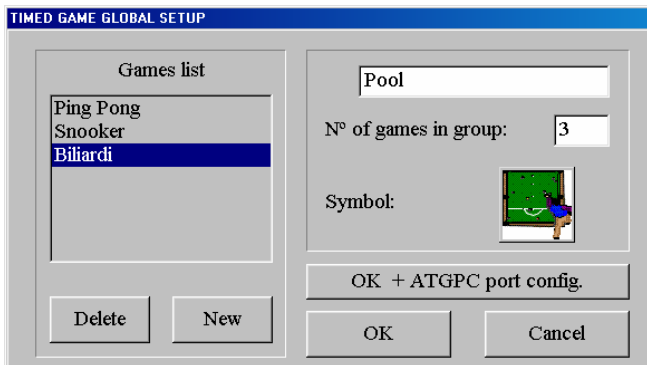 TIMED GAME GLOBAL SETUP
Games list
Ping Pong
Snooker
Biliardi
Delete
New
Pool
Nº of games in group: 3
Symbol:
OK + ATGPC port config.
OK
Cancel